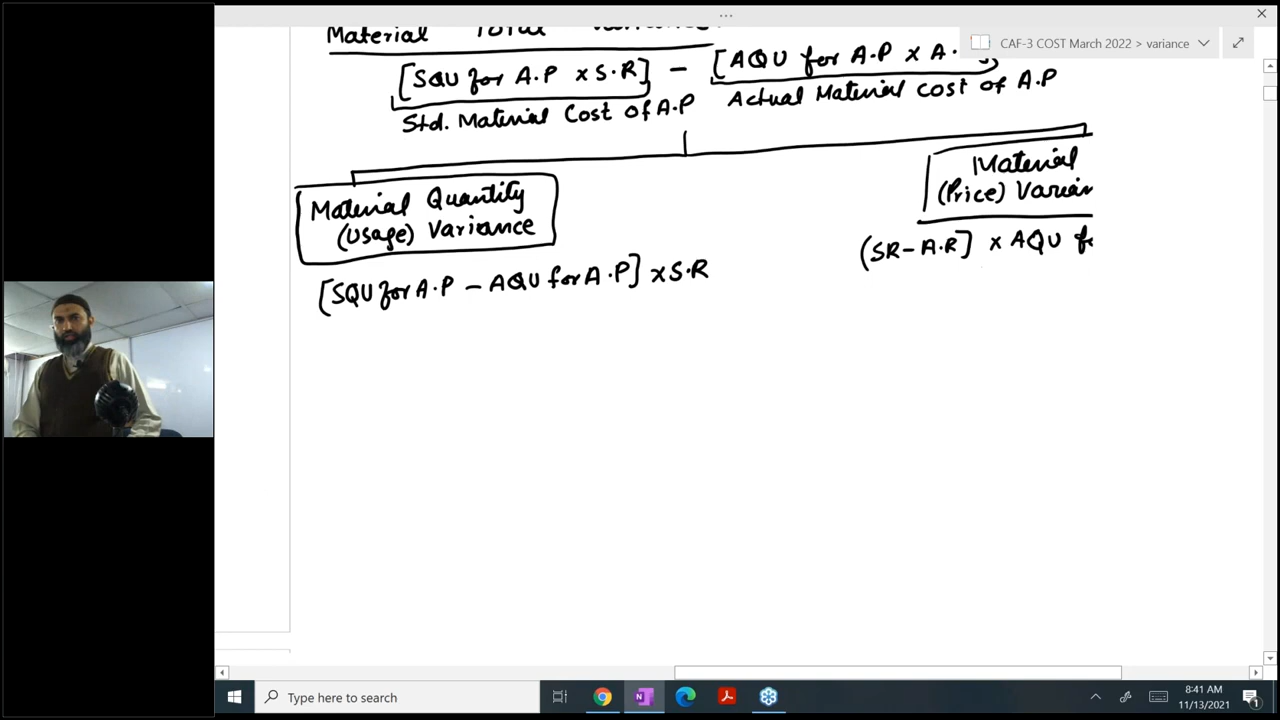 Material Total
CAF-3 COST March 2022 > variance
[SQU for A.P x S.R] - [AQU for A.P x A.
Std. Material Cost of A.P
Actual Material cost of A.P
Material Quantity
(Usage) Variance
Material
(Price) Varian
[SQU for A.P - AQU for A.P] x S.R
(SR - A.R] x AQU f
Type here to search
8:41 AM
11/13/2021
1